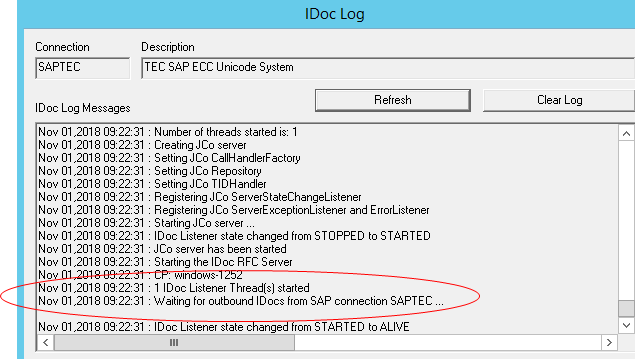 IDoc Log
Connection Description
SAPTEC TEC SAP ECC Unicode System
IDoc Log Messages Refresh Clear Log
Nov 01,2018 09:22:31 : Number of threads started is: 1
Nov 01,2018 09:22:31 : Creating JCo server
Nov 01,2018 09:22:31 : Setting JCo CallHandlerFactory
Nov 01,2018 09:22:31 : Setting JCo Repository
Nov 01,2018 09:22:31 : Setting JCo TIDHandler
Nov 01,2018 09:22:31 : Registering JCo ServerStateChangeListener
Nov 01,2018 09:22:31 : Registering JCo ServerExceptionListener and ErrorListener
Nov 01,2018 09:22:31 : Starting JCo server ...
Nov 01,2018 09:22:31 : IDoc Listener state changed from STOPPED to STARTED
Nov 01,2018 09:22:31 : JCo server has been started
Nov 01,2018 09:22:31 : Starting the IDoc RFC Server
Nov 01,2018 09:22:31 : CP: windows-1252
Nov 01,2018 09:22:31 : 1 IDoc Listener Thread(s) started
Nov 01,2018 09:22:31 : Waiting for outbound IDocs from SAP connection SAPTEC ...
Nov 01,2018 09:22:31 : IDoc Listener state changed from STARTED to ALIVE